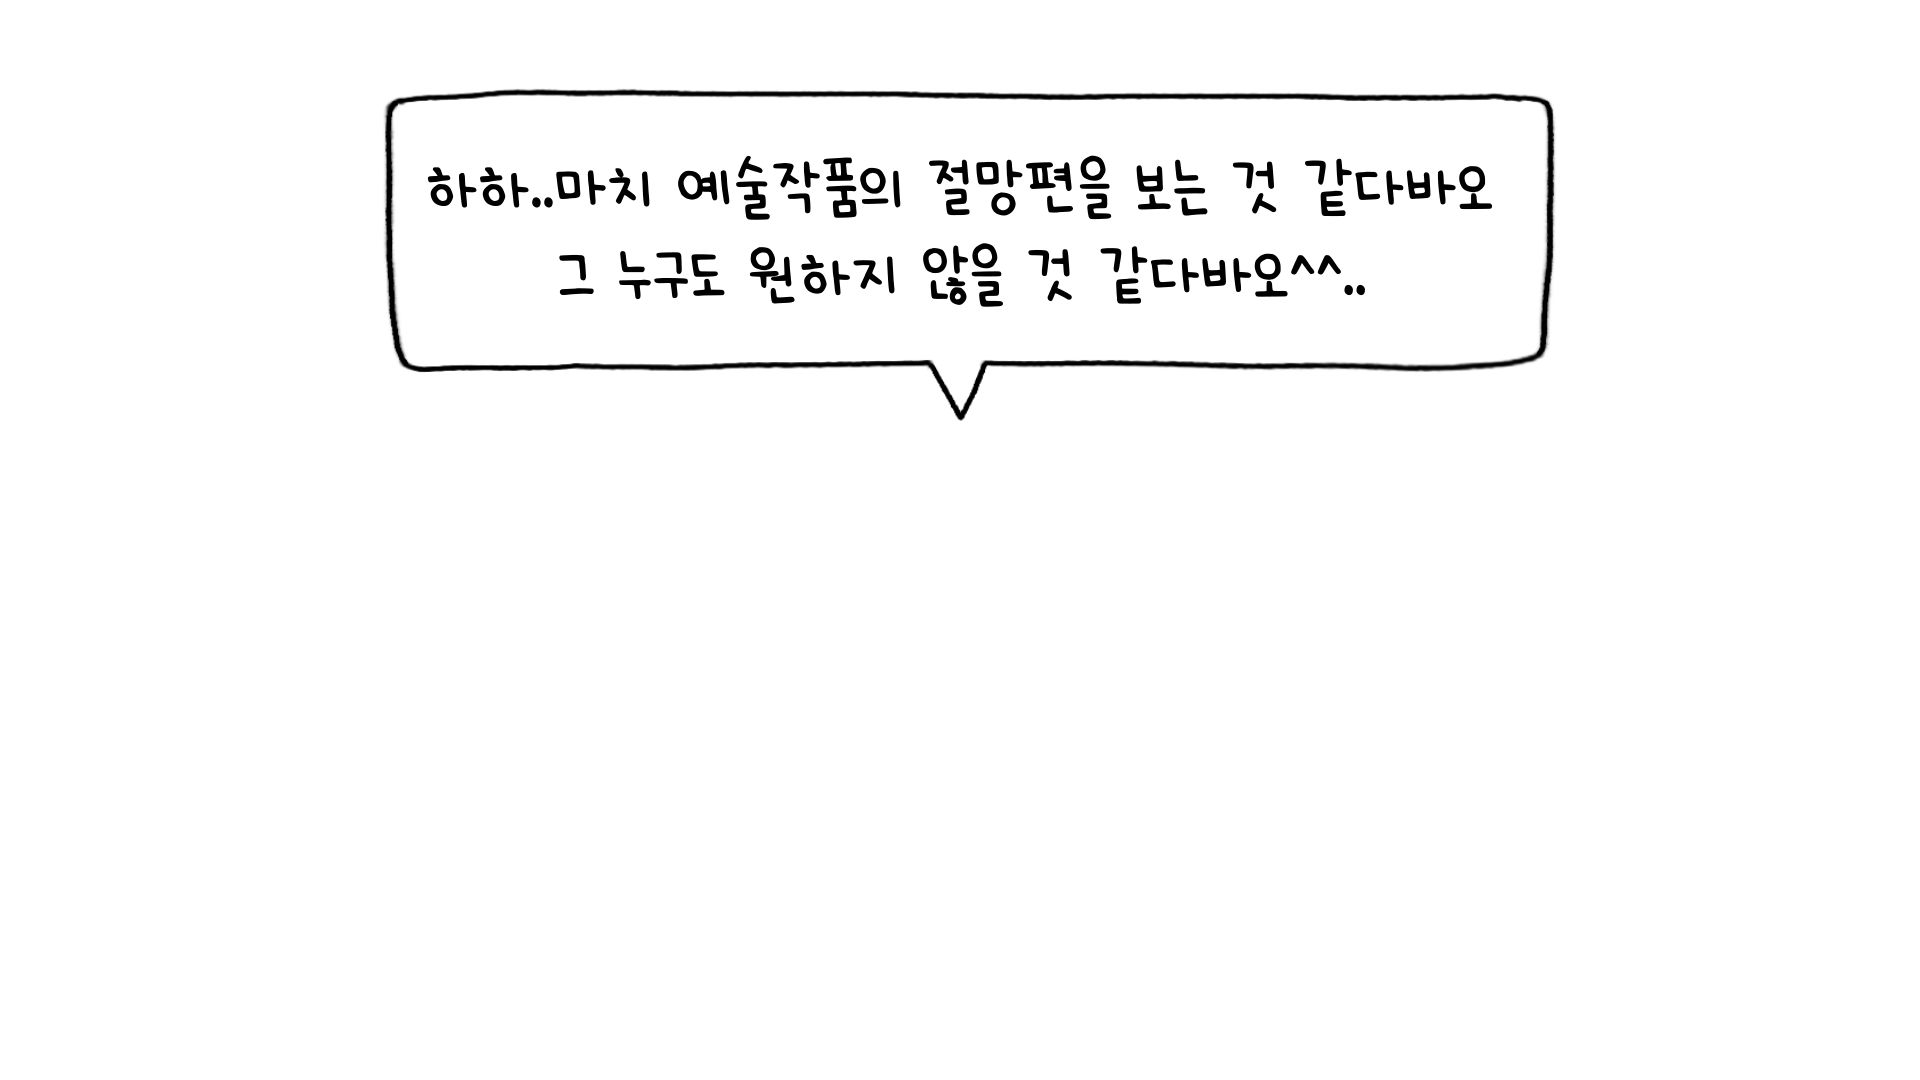 하하..마치 예술작품의 절망편을 보는 것 같다바오
그 누구도 원하지 않을 것 같다바오^^..